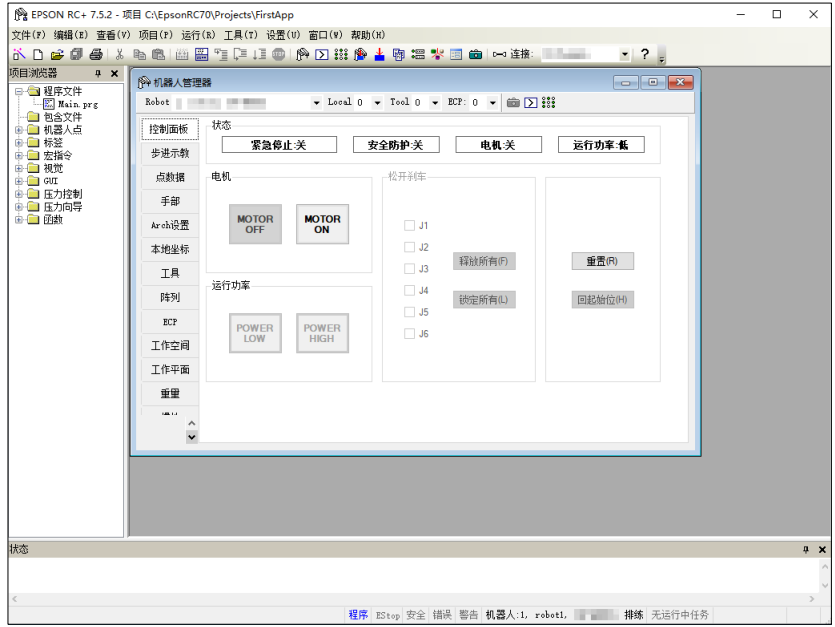 EPSON RC+ 7.5.2 - 项目 C:\EpsonRC70\Projects\FirstApp
文件(F) 编辑(E) 查看(V) 项目(P) 运行(R) 工具(T) 设置(U) 窗口(W) 帮助(H)
连接:
项目浏览器
程序文件
Main.prg
包含文件
机器人点
标签
宏指令
视觉
GUI
压力控制
压力向导
函数
机器人管理器
Robot Local 0 Tool 0 ECP: 0
控制面板
步进示教
点数据
手部
Arch设置
本地坐标
工具
阵列
ECP
工作空间
工作平面
重量
状态
紧急停止:关 安全防护:关 电机:关 运行功率:低
电机
MOTOR OFF
MOTOR ON
运行功率
POWER LOW
POWER HIGH
松开刹车
J1
J2
J3
J4
J5
J6
释放所有(F)
锁定所有(L)
重置(R)
回起始位(H)
状态
程序 EStop 安全 错误 警告 机器人:1, robot1, 排练 无运行中任务